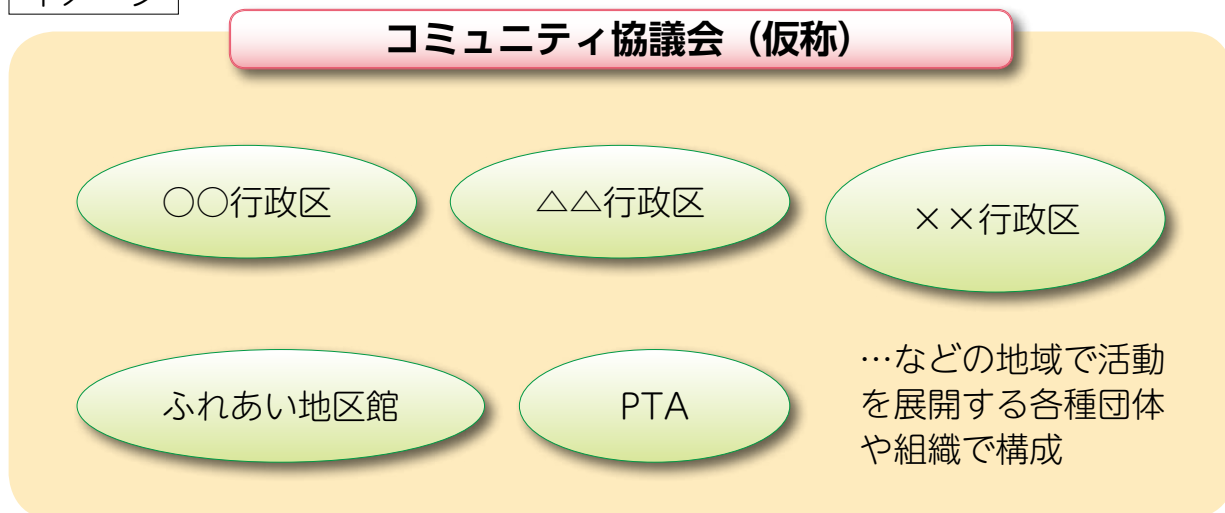 コミュニティ協議会（仮称）
○○行政区
△△行政区
××行政区
ふれあい地区館
PTA
…などの地域で活動
を展開する各種団体
や組織で構成